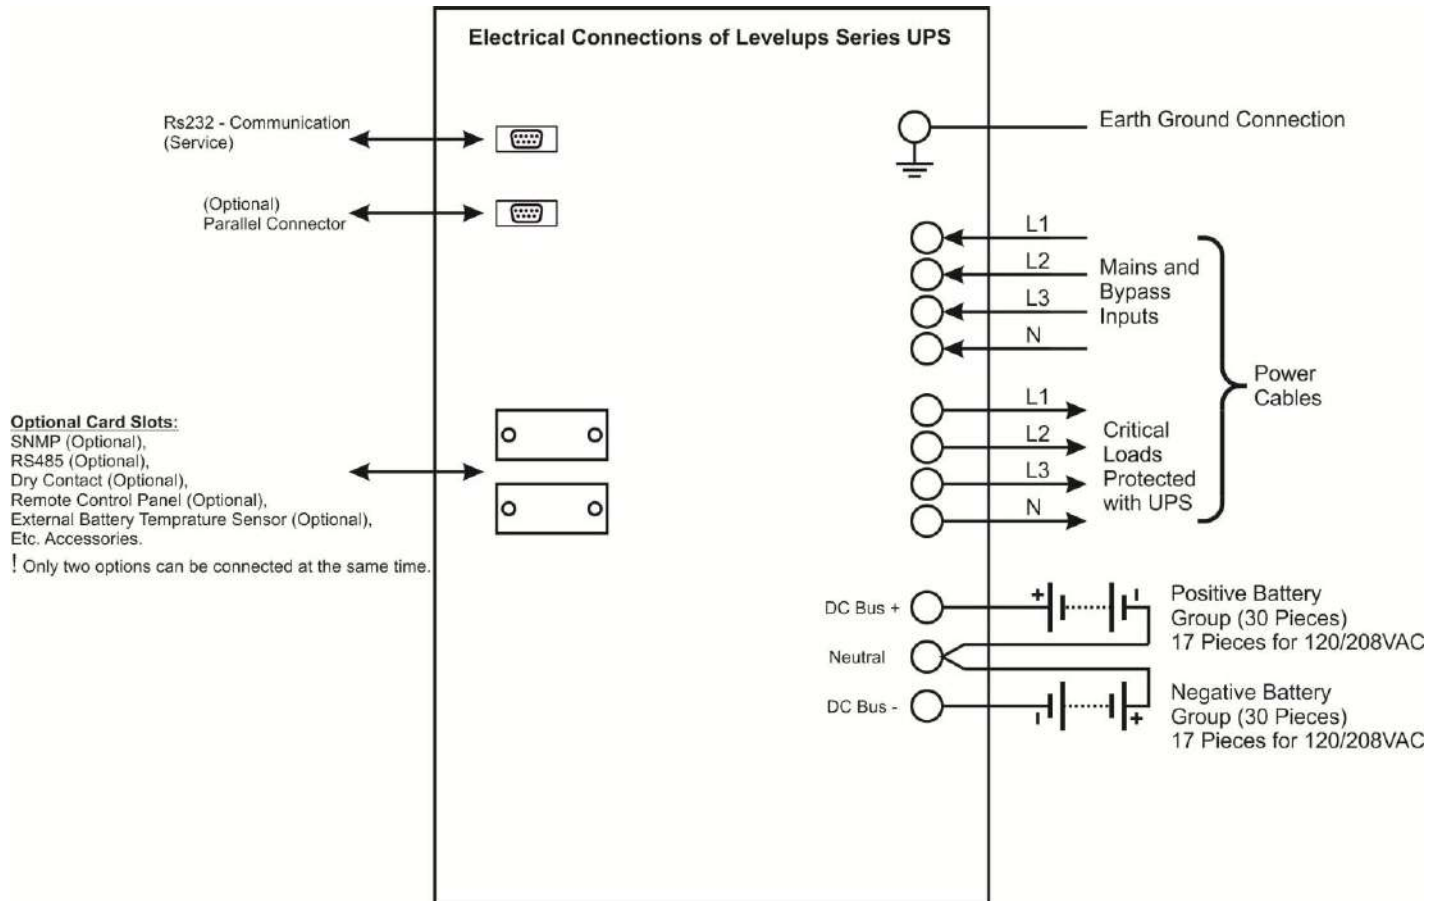 Electrical Connections of Levelups Series UPS
Rs232 - Communication
(Service)
(Optional)
Parallel Connector
Optional Card Slots:
SNMP (Optional),
RS485 (Optional),
Dry Contact (Optional),
Remote Control Panel (Optional),
External Battery Temprature Sensor (Optional),
Etc. Accessories.
! Only two options can be connected at the same time.
Earth Ground Connection
L1
L2
L3
N
Mains and
Bypass
Inputs
L1
L2
L3
N
Critical
Loads
Protected
with UPS
Power
Cables
DC Bus +
Neutral
DC Bus -
+
-
Positive Battery
Group (30 Pieces)
17 Pieces for 120/208VAC
-
+
Negative Battery
Group (30 Pieces)
17 Pieces for 120/208VAC